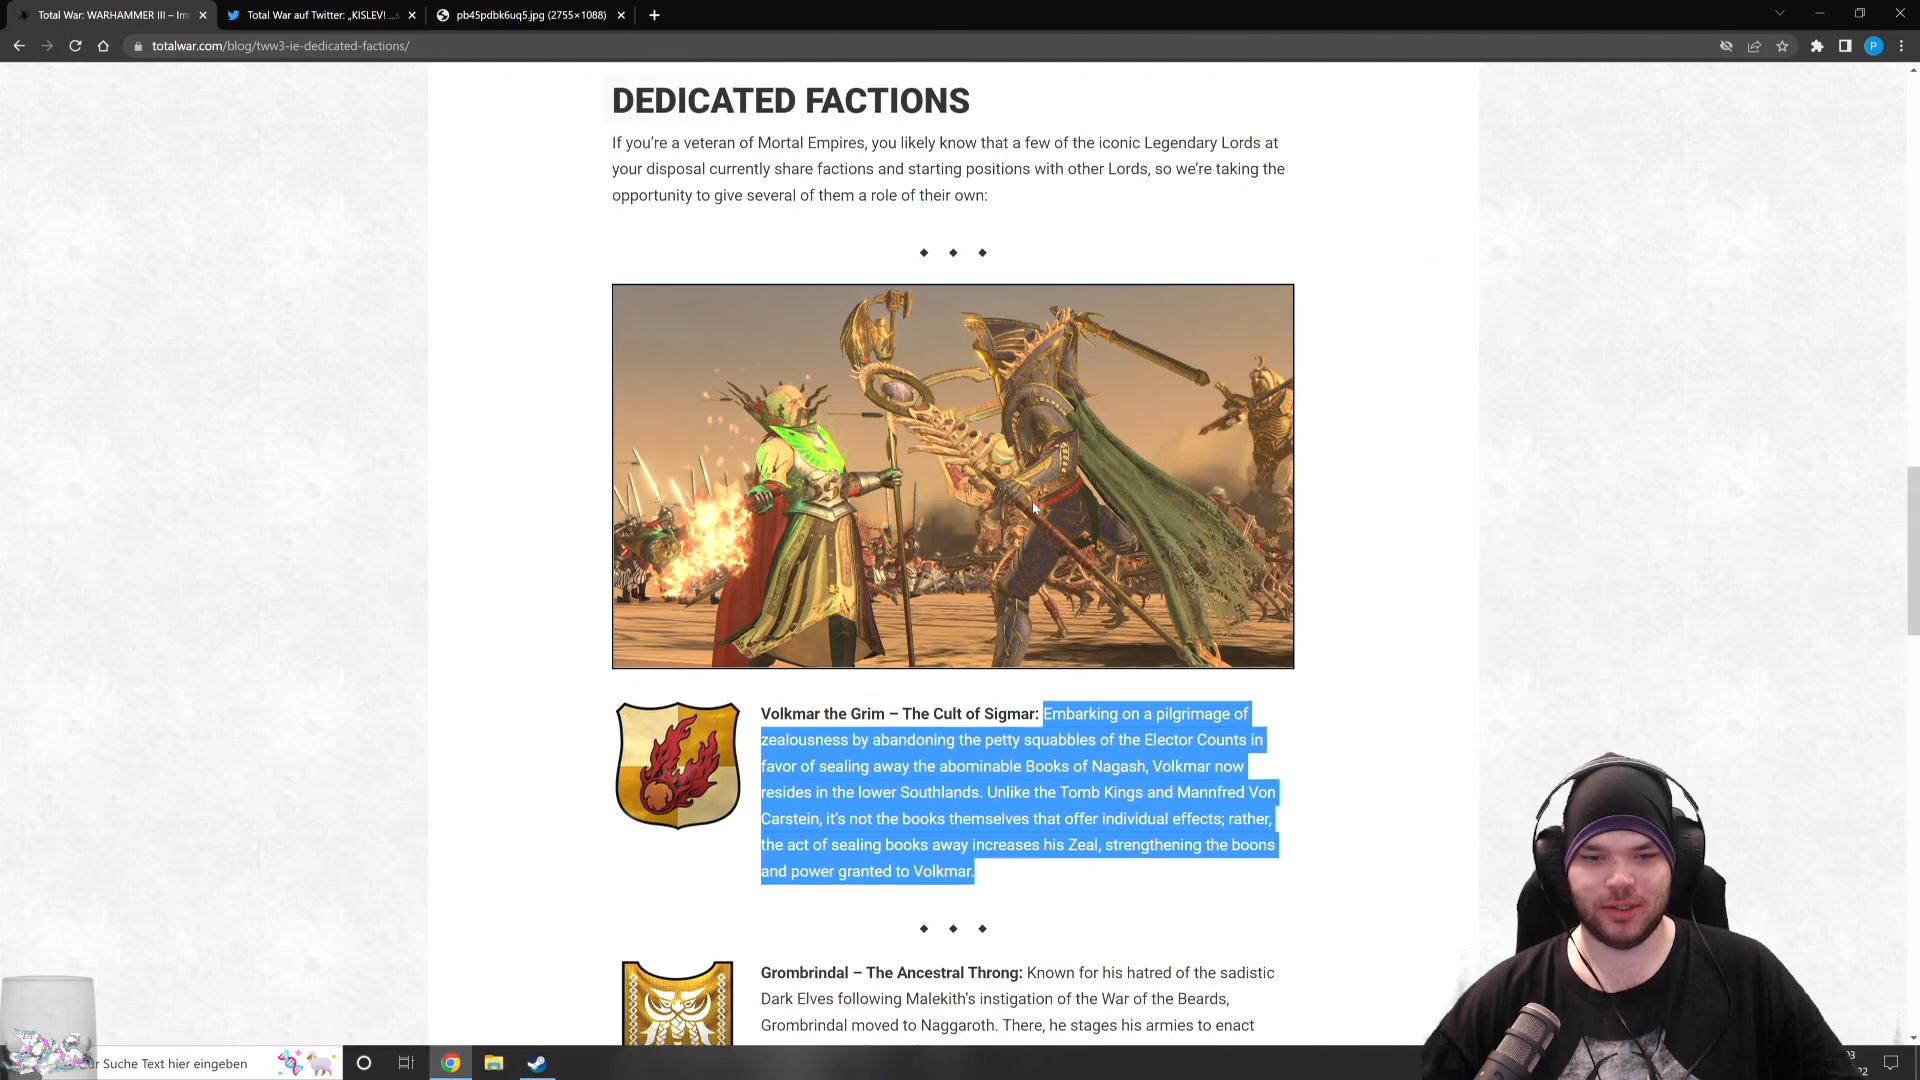 Total War: WARHAMMER III – Im
Total War auf Twitter: „KISLEV! ...s
pb45pdbk6uq5.jpg (2755×1088)
totalwar.com/blog/tww3-ie-dedicated-factions/
P
DEDICATED FACTIONS
If you’re a veteran of Mortal Empires, you likely know that a few of the iconic Legendary Lords at
your disposal currently share factions and starting positions with other Lords, so we’re taking the
opportunity to give several of them a role of their own:
Volkmar the Grim – The Cult of Sigmar: Embarking on a pilgrimage of
zealousness by abandoning the petty squabbles of the Elector Counts in
favor of sealing away the abominable Books of Nagash, Volkmar now
resides in the lower Southlands. Unlike the Tomb Kings and Mannfred Von
Carstein, it’s not the books themselves that offer individual effects; rather,
the act of sealing books away increases his Zeal, strengthening the boons
and power granted to Volkmar.
Grombrindal – The Ancestral Throng: Known for his hatred of the sadistic
Dark Elves following Malekith’s instigation of the War of the Beards,
Grombrindal moved to Naggaroth. There, he stages his armies to enact
Suche Text hier eingeben